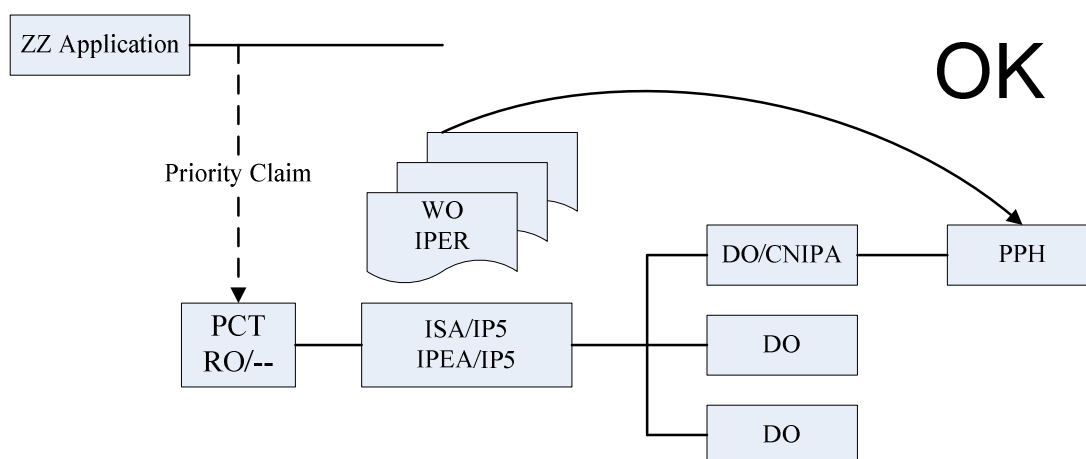 ZZ Application
OK
Priority Claim
WO
IPER
DO/CNIPA
PPH
PCT
RO/--
ISA/IP5
IPEA/IP5
DO
DO